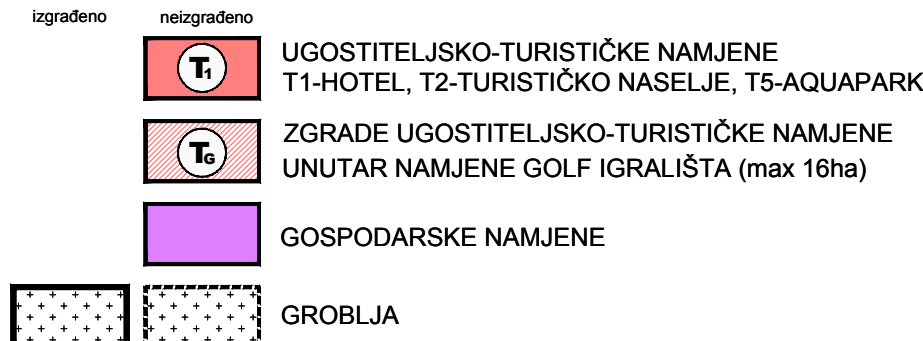 izgrađeno neizgrađeno
T1 UGOSTITELJSKO-TURISTIČKE NAMJENE
T1-HOTEL, T2-TURISTIČKO NASELJE, T5-AQUAPARK
TG ZGRADE UGOSTITELJSKO-TURISTIČKE NAMJENE
UNUTAR NAMJENE GOLF IGRALIŠTA (max 16ha)
GOSPODARSKE NAMJENE
GROBLJA